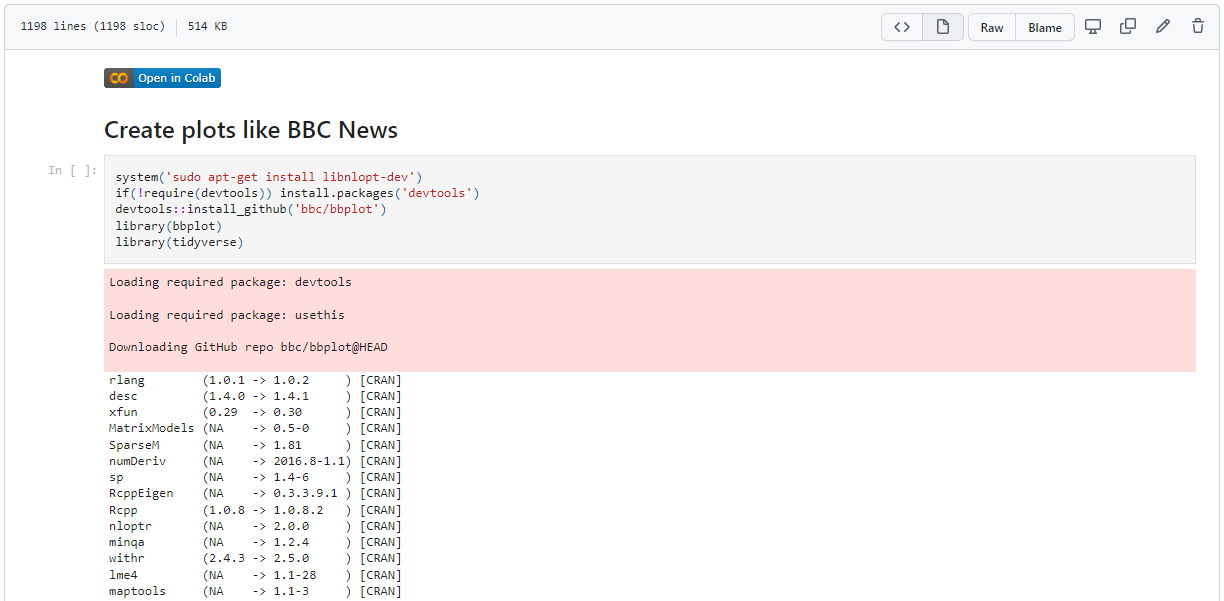 1198 lines (1198 sloc) 514 KB
<> Raw Blame
Open in Colab
Create plots like BBC News
In [ ]:
system('sudo apt-get install libnlopt-dev')
if(!require(devtools)) install.packages('devtools')
devtools::install_github('bbc/bbplot')
library(bbplot)
library(tidyverse)
Loading required package: devtools
Loading required package: usethis
Downloading GitHub repo bbc/bbplot@HEAD
rlang        (1.0.1 -> 1.0.2     ) [CRAN]
desc         (1.4.0 -> 1.4.1     ) [CRAN]
xfun         (0.29  -> 0.30      ) [CRAN]
MatrixModels (NA    -> 0.5-0     ) [CRAN]
SparseM      (NA    -> 1.81      ) [CRAN]
numDeriv     (NA    -> 2016.8-1.1) [CRAN]
sp           (NA    -> 1.4-6     ) [CRAN]
RcppEigen    (NA    -> 0.3.3.9.1 ) [CRAN]
Rcpp         (1.0.8 -> 1.0.8.2   ) [CRAN]
nloptr       (NA    -> 2.0.0     ) [CRAN]
minqa        (NA    -> 1.2.4     ) [CRAN]
withr        (2.4.3 -> 2.5.0     ) [CRAN]
lme4         (NA    -> 1.1-28    ) [CRAN]
maptools     (NA    -> 1.1-3     ) [CRAN]